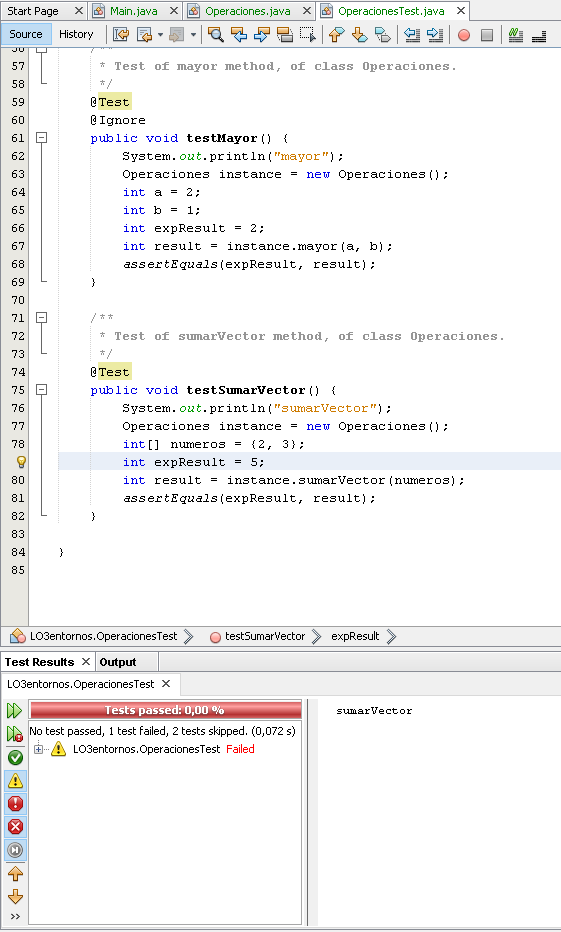 Start Page Main.java Operaciones.java OperacionesTest.java
Source History
56 /**
57 * Test of mayor method, of class Operaciones.
58 */
59 @Test
60 @Ignore
61 public void testMayor() {
62 System.out.println("mayor");
63 Operaciones instance = new Operaciones();
64 int a = 2;
65 int b = 1;
66 int expResult = 2;
67 int result = instance.mayor(a, b);
68 assertEquals(expResult, result);
69 }
70
71 /**
72 * Test of sumarVector method, of class Operaciones.
73 */
74 @Test
75 public void testSumarVector() {
76 System.out.println("sumarVector");
77 Operaciones instance = new Operaciones();
78 int[] numeros = {2, 3};
int expResult = 5;
80 int result = instance.sumarVector(numeros);
81 assertEquals(expResult, result);
82 }
83
84 }
85
LO3entornos.OperacionesTest testSumarVector expResult
Test Results Output
LO3entornos.OperacionesTest
Tests passed: 0,00 %
No test passed, 1 test failed, 2 tests skipped. (0,072 s)
LO3entornos.OperacionesTest Failed
sumarVector